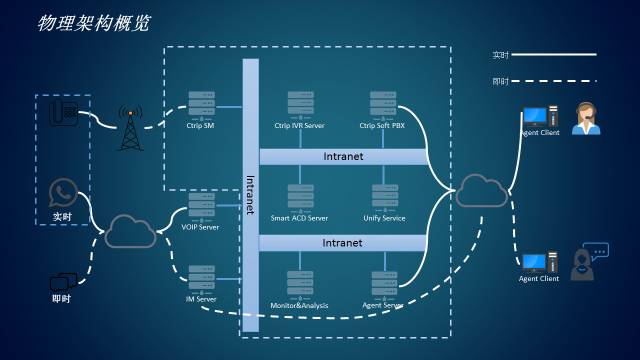 物理架构概览
实时
即时
Ctrip SM
Ctrip IVR Server
Ctrip Soft PBX
Agent Client
Intranet
Intranet
实时
VOIP Server
Smart ACD Server
Unify Service
Intranet
即时
IM Server
Monitor&Analysis
Agent Server
Agent Client